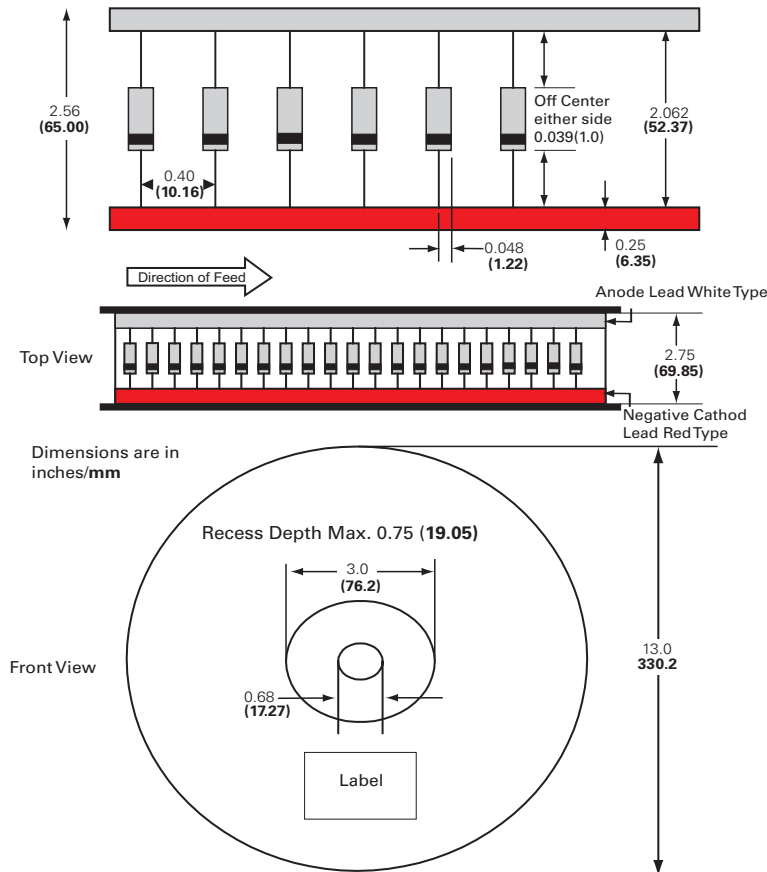 2.56
(65.00)
0.40
(10.16)
Off Center
either side
0.039(1.0)
2.062
(52.37)
0.048
(1.22)
0.25
(6.35)
Direction of Feed
Anode Lead White Type
Top View
2.75
(69.85)
Negative Cathod
Lead Red Type
Dimensions are in
inches/mm
Recess Depth Max. 0.75 (19.05)
3.0
(76.2)
Front View
0.68
(17.27)
13.0
330.2
Label